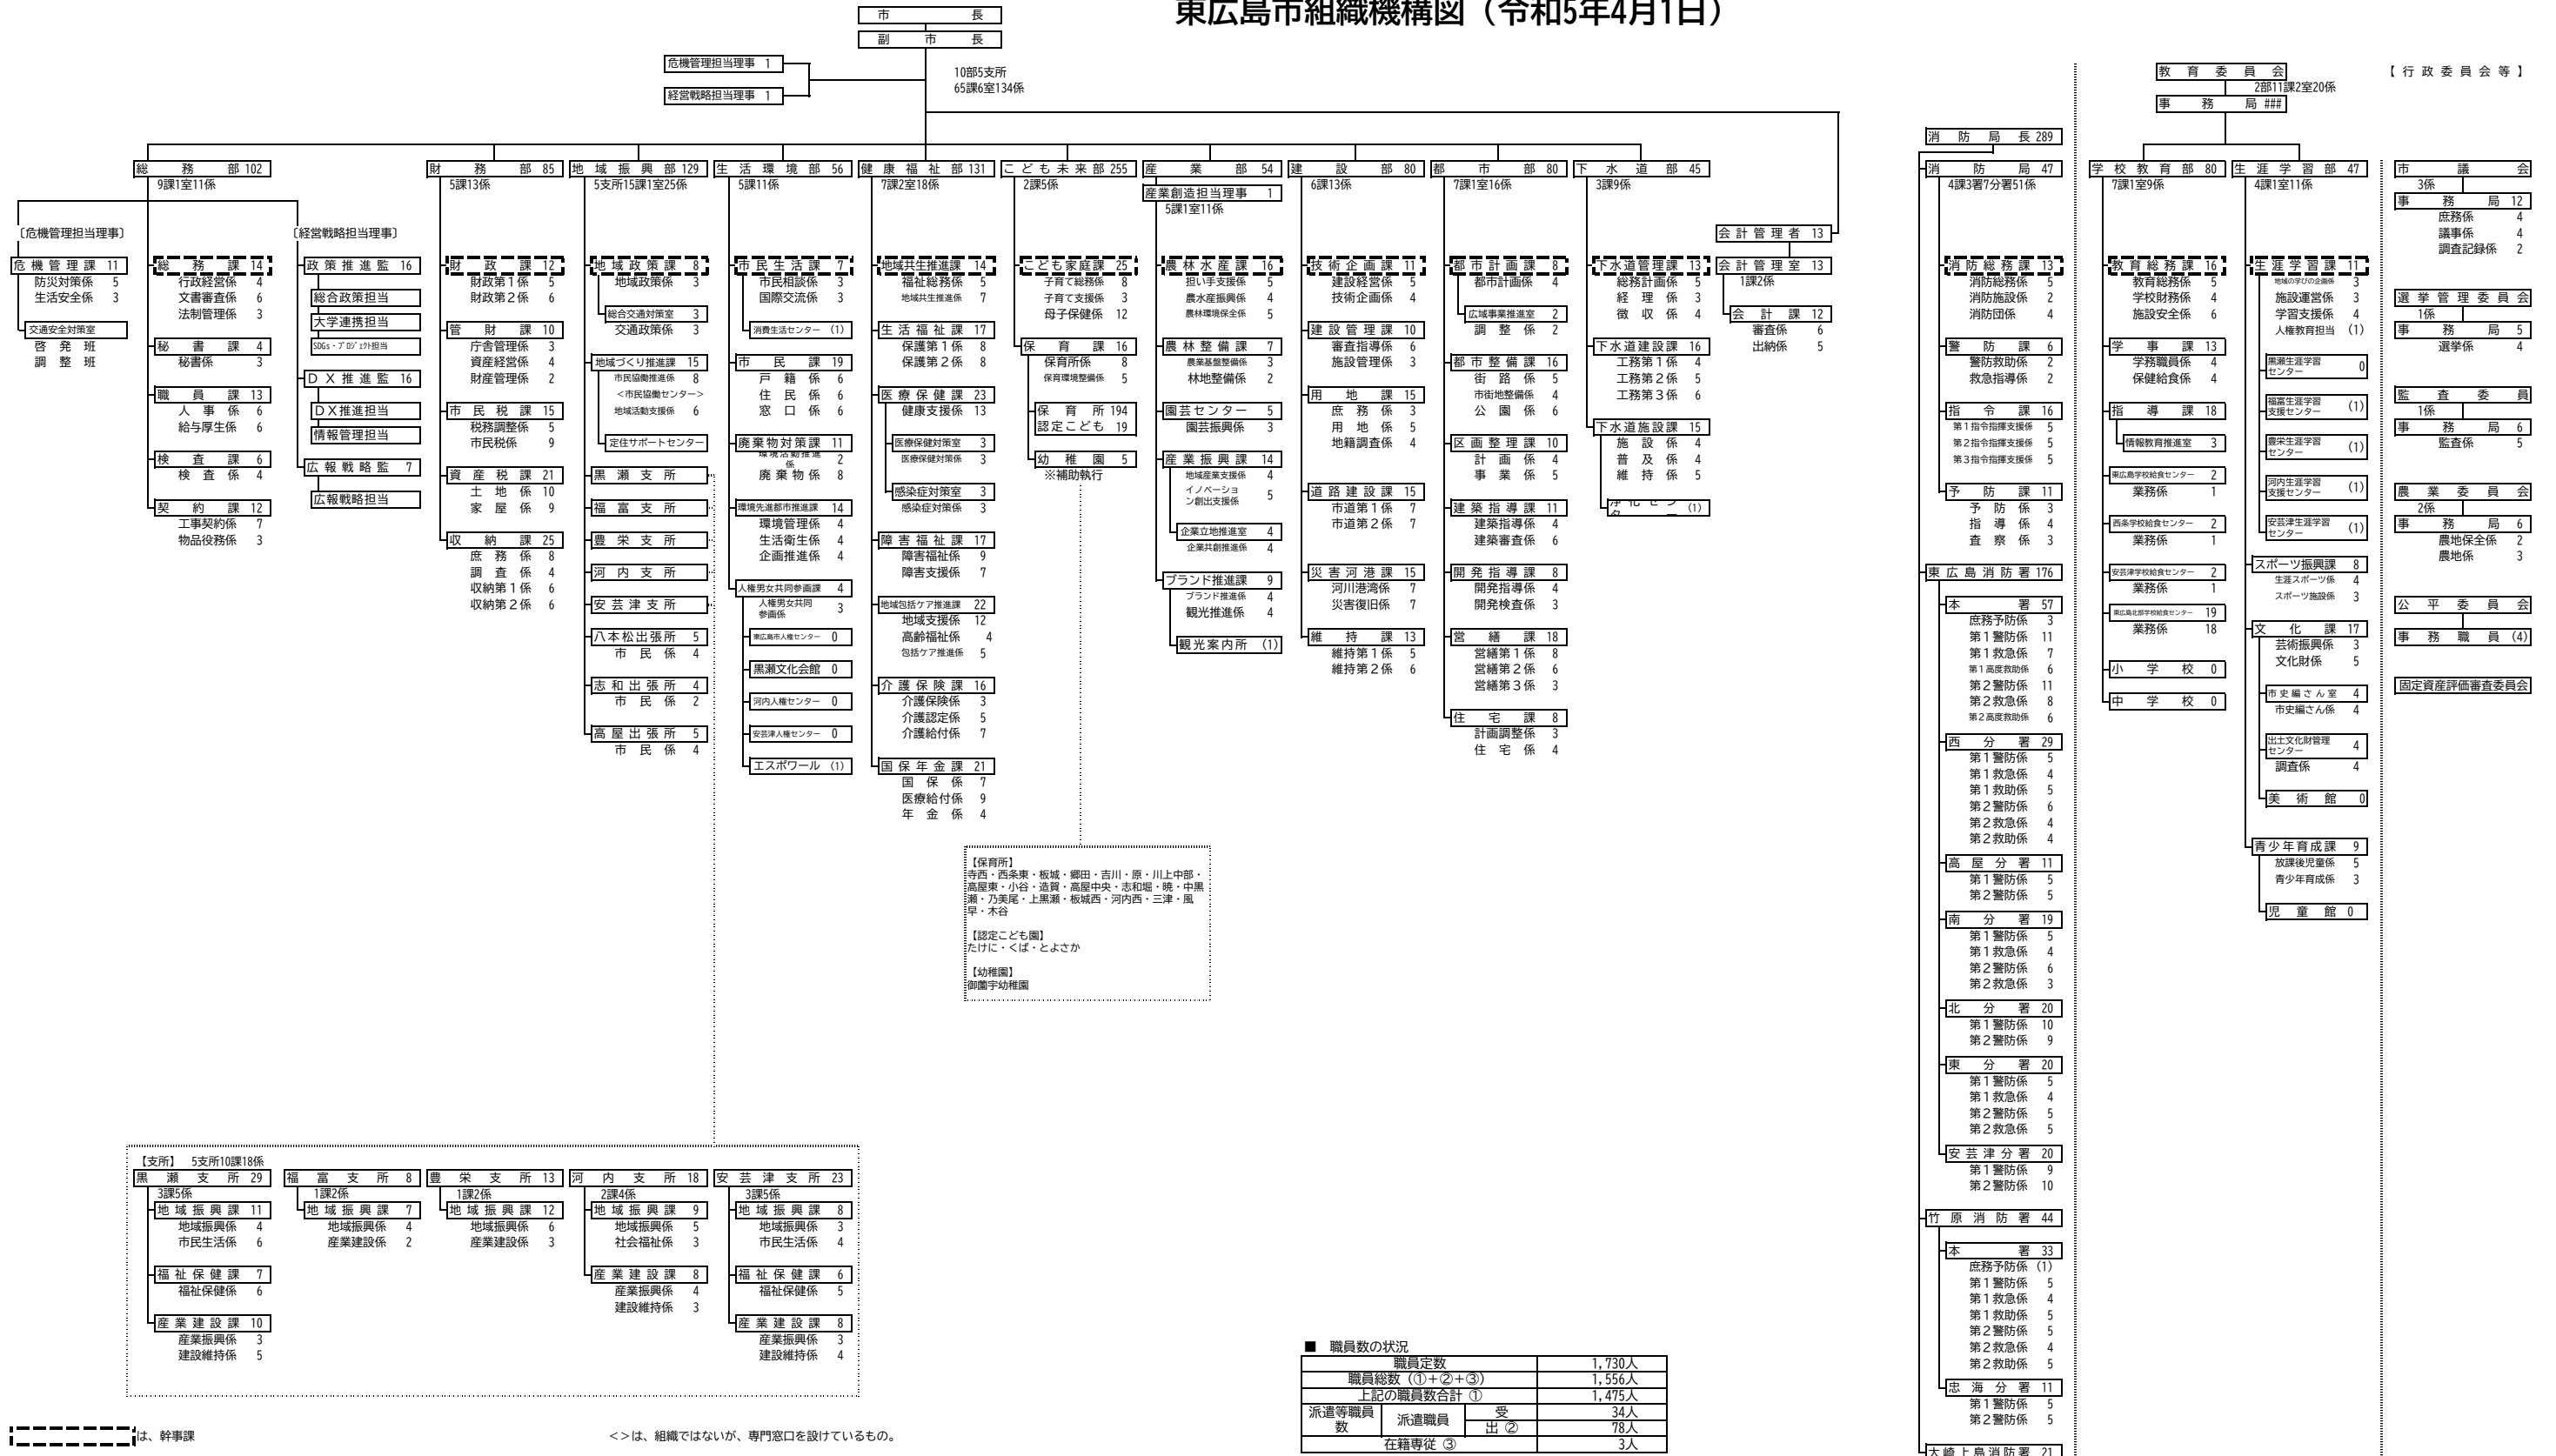 東広島市組織機構図（令和5年4月1日）
市長
副市長
危機管理担当理事 1
経営戦略担当理事 1
10部5支所
65課6室134係
総務部 102
9課1室11係
〔危機管理担当理事〕
危機管理課 11
防災対策係 5
生活安全係 3
交通安全対策室
啓発班
調整班
総務課 14
行政経営係 4
文書審査係 6
法制管理係 3
秘書課 4
秘書係 3
職員課 13
人事係 6
給与厚生係 6
検査課 6
検査係 4
契約課 12
工事契約係 7
物品役務係 3
〔経営戦略担当理事〕
政策推進監 16
総合政策担当
大学連携担当
SDGs・ﾌﾟﾛｼﾞｪｸﾄ担当
ＤＸ推進監 16
ＤＸ推進担当
情報管理担当
広報戦略監 7
広報戦略担当
財務部 85
5課13係
財政課 12
財政第１係 5
財政第２係 6
管財課 10
庁舎管理係 3
資産経営係 4
財産管理係 2
市民税課 15
税務調整係 5
市民税係 9
資産税課 21
土地係 10
家屋係 9
収納課 25
庶務係 8
調査係 4
収納第１係 6
収納第２係 6
地域振興部 129
5支所15課1室25係
地域政策課 8
地域政策係 3
総合交通対策室 3
交通政策係 3
地域づくり推進課 15
市民協働推進係 8
＜市民協働センター＞
地域活動支援係 6
定住サポートセンター
黒瀬支所
福富支所
豊栄支所
河内支所
安芸津支所
八本松出張所 5
市民係 4
志和出張所 4
市民係 2
高屋出張所 5
市民係 4
生活環境部 56
5課11係
市民生活課 7
市民相談係 3
国際交流係 3
消費生活センター (1)
市民課 19
戸籍係 6
住民係 6
窓口係 6
廃棄物対策課 11
環境活動推進係 2
廃棄物係 8
環境先進都市推進課 14
環境管理係 4
生活衛生係 4
企画推進係 4
人権男女共同参画課 4
人権男女共同
参画係 3
東広島市人権センター 0
黒瀬文化会館 0
河内人権センター 0
安芸津人権センター 0
エスポワール (1)
健康福祉部 131
7課2室18係
地域共生推進課 14
福祉総務係 5
地域共生推進係 7
生活福祉課 17
保護第１係 8
保護第２係 8
医療保健課 23
健康支援係 13
医療保健対策室 3
医療保健対策係 3
感染症対策室 3
感染症対策係 3
障害福祉課 17
障害福祉係 9
障害支援係 7
地域包括ケア推進課 22
地域支援係 12
高齢福祉係 4
包括ケア推進係 5
介護保険課 16
介護保険係 3
介護認定係 5
介護給付係 7
国保年金課 21
国保係 7
医療給付係 9
年金係 4
こども未来部 255
2課5係
こども家庭課 25
子育て総務係 8
子育て支援係 3
母子保健係 12
保育課 16
保育所係 8
保育環境整備係 5
保育所 194
認定こども 19
幼稚園 5
※補助執行
【保育所】
寺西・西条東・板城・郷田・吉川・原・川上中部・
高屋東・小谷・造賀・高屋中央・志和堀・暁・中黒
瀬・乃美尾・上黒瀬・板城西・河内西・三津・風
早・木谷
【認定こども園】
たけに・くば・とよさか
【幼稚園】
御薗宇幼稚園
産業部 54
産業創造担当理事 1
5課1室11係
農林水産課 16
担い手支援係 5
農水産振興係 4
農林環境保全係 5
農林整備課 7
農業基盤整備係 3
林地整備係 2
園芸センター 5
園芸振興係 3
産業振興課 14
地域産業支援係 4
イノベーショ
ン創出支援係 5
企業立地推進室 4
企業共創推進係 4
ブランド推進課 9
ブランド推進係 4
観光推進係 4
観光案内所 (1)
建設部 80
6課13係
技術企画課 11
建設経営係 5
技術企画係 4
建設管理課 10
審査指導係 6
施設管理係 3
用地課 15
庶務係 3
用地係 5
地籍調査係 4
道路建設課 15
市道第１係 7
市道第２係 7
災害河港課 15
河川港湾係 7
災害復旧係 7
維持課 13
維持第１係 5
維持第２係 6
都市部 80
7課1室16係
都市計画課 8
都市計画係 4
広域事業推進室 2
調整係 2
都市整備課 16
街路係 5
市街地整備係 4
公園係 6
区画整理課 10
計画係 4
事業係 5
建築指導課 11
建築指導係 4
建築審査係 6
開発指導課 8
開発指導係 4
開発検査係 3
営繕課 18
営繕第１係 8
営繕第２係 6
営繕第３係 3
住宅課 8
計画調整係 3
住宅係 4
下水道部 45
3課9係
下水道管理課 13
総務計画係 5
経理係 3
徴収係 4
下水道建設課 16
工務第１係 4
工務第２係 5
工務第３係 6
下水道施設課 15
施設係 4
普及係 4
維持係 5
浄化センター (1)
会計管理者 13
会計管理室 13
1課2係
会計課 12
審査係 6
出納係 5
消防局長 289
消防局 47
4課3署7分署51係
消防総務課 13
消防総務係 5
消防施設係 2
消防団係 4
警防課 6
警防救助係 2
救急指導係 2
指令課 16
第１指令指揮支援係 5
第２指令指揮支援係 5
第３指令指揮支援係 5
予防課 11
予防係 3
指導係 4
査察係 3
東広島消防署 176
本署 57
庶務予防係 3
第１警防係 11
第１救急係 7
第１高度救助係 6
第２警防係 11
第２救急係 8
第２高度救助係 6
西分署 29
第１警防係 5
第１救急係 4
第１救助係 5
第２警防係 6
第２救急係 4
第２救助係 4
高屋分署 11
第１警防係 5
第２警防係 5
南分署 19
第１警防係 5
第１救急係 4
第２警防係 6
第２救急係 3
北分署 20
第１警防係 10
第２警防係 9
東分署 20
第１警防係 5
第１救急係 4
第２警防係 5
第２救急係 5
安芸津分署 20
第１警防係 9
第２警防係 10
竹原消防署 44
本署 33
庶務予防係 (1)
第１警防係 5
第１救急係 4
第１救助係 5
第２警防係 5
第２救急係 4
第２救助係 5
忠海分署 11
第１警防係 5
第２警防係 5
大崎上島消防署 21
教育委員会
2部11課2室20係
事務局 ###
学校教育部 80
7課1室9係
教育総務課 16
教育総務係 5
学校財務係 4
施設安全係 6
学事課 13
学務職員係 4
保健給食係 4
指導課 18
情報教育推進室 3
東広島学校給食センター 2
業務係 1
西条学校給食センター 2
業務係 1
安芸津学校給食センター 2
業務係 1
東広島北部学校給食センター 19
業務係 18
小学校 0
中学校 0
生涯学習部 47
4課1室11係
生涯学習課 11
地域の学びの企画係 3
施設運営係 3
学習支援係 4
人権教育担当 (1)
黒瀬生涯学習
センター 0
福富生涯学習
支援センター (1)
豊栄生涯学習
センター (1)
河内生涯学習
支援センター (1)
安芸津生涯学習
センター (1)
スポーツ振興課 8
生涯スポーツ係 4
スポーツ施設係 3
文化課 17
芸術振興係 3
文化財係 5
市史編さん室 4
市史編さん係 4
出土文化財管理
センター 4
調査係 4
美術館 0
青少年育成課 9
放課後児童係 5
青少年育成係 3
児童館 0
【行政委員会等】
市議会
3係
事務局 12
庶務係 4
議事係 4
調査記録係 2
選挙管理委員会
1係
事務局 5
選挙係 4
監査委員
1係
事務局 6
監査係 5
農業委員会
2係
事務局 6
農地保全係 2
農地係 3
公平委員会
事務職員 (4)
固定資産評価審査委員会
【支所】 5支所10課18係
黒瀬支所 29
3課5係
地域振興課 11
地域振興係 4
市民生活係 6
福祉保健課 7
福祉保健係 6
産業建設課 10
産業振興係 3
建設維持係 5
福富支所 8
1課2係
地域振興課 7
地域振興係 4
産業建設係 2
豊栄支所 13
1課2係
地域振興課 12
地域振興係 6
産業建設係 3
河内支所 18
2課4係
地域振興課 9
地域振興係 5
社会福祉係 3
産業建設課 8
産業振興係 4
建設維持係 3
安芸津支所 23
3課5係
地域振興課 8
地域振興係 3
市民生活係 4
福祉保健課 6
福祉保健係 5
産業建設課 8
産業振興係 3
建設維持係 4
■ 職員数の状況
職員定数 1,730人
職員総数（①＋②＋③） 1,556人
上記の職員数合計 ① 1,475人
派遣等職員数 派遣職員 受 34人
出 ② 78人
在籍専従 ③ 3人
は、幹事課
＜＞は、組織ではないが、専門窓口を設けているもの。